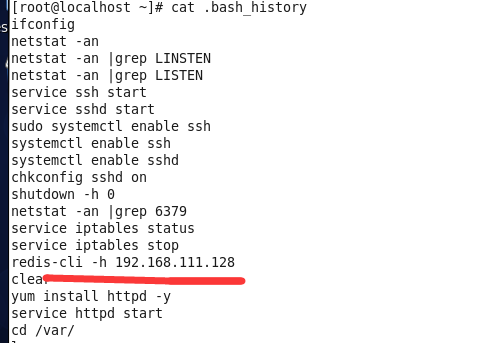 [root@localhost ~]# cat .bash_history
ifconfig
netstat -an
netstat -an |grep LINSTEN
netstat -an |grep LISTEN
service ssh start
service sshd start
sudo systemctl enable ssh
systemctl enable ssh
systemctl enable sshd
chkconfig sshd on
shutdown -h 0
netstat -an |grep 6379
service iptables status
service iptables stop
redis-cli -h 192.168.111.128
clear
yum install httpd -y
service httpd start
cd /var/